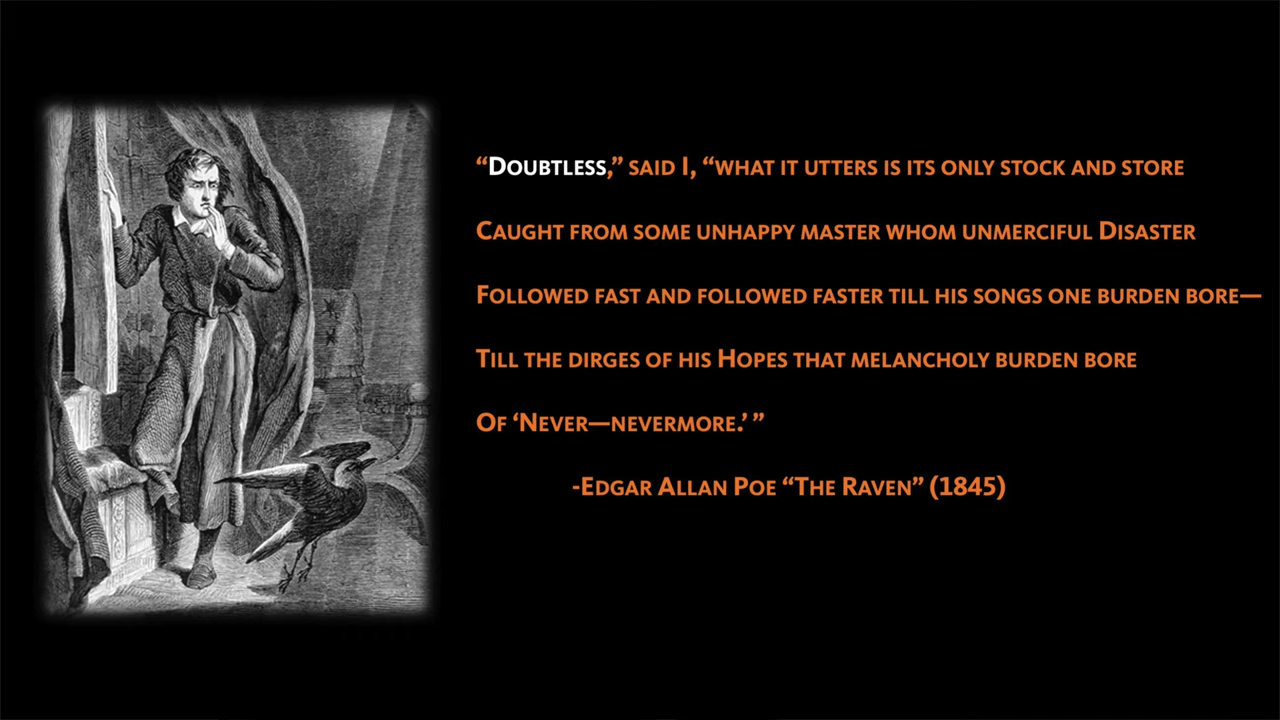 “Doubtless,” said I, “what it utters is its only stock and store
Caught from some unhappy master whom unmerciful Disaster
Followed fast and followed faster till his songs one burden bore—
Till the dirges of his Hopes that melancholy burden bore
Of ‘Never—nevermore.’ ”
-Edgar Allan Poe “The Raven” (1845)